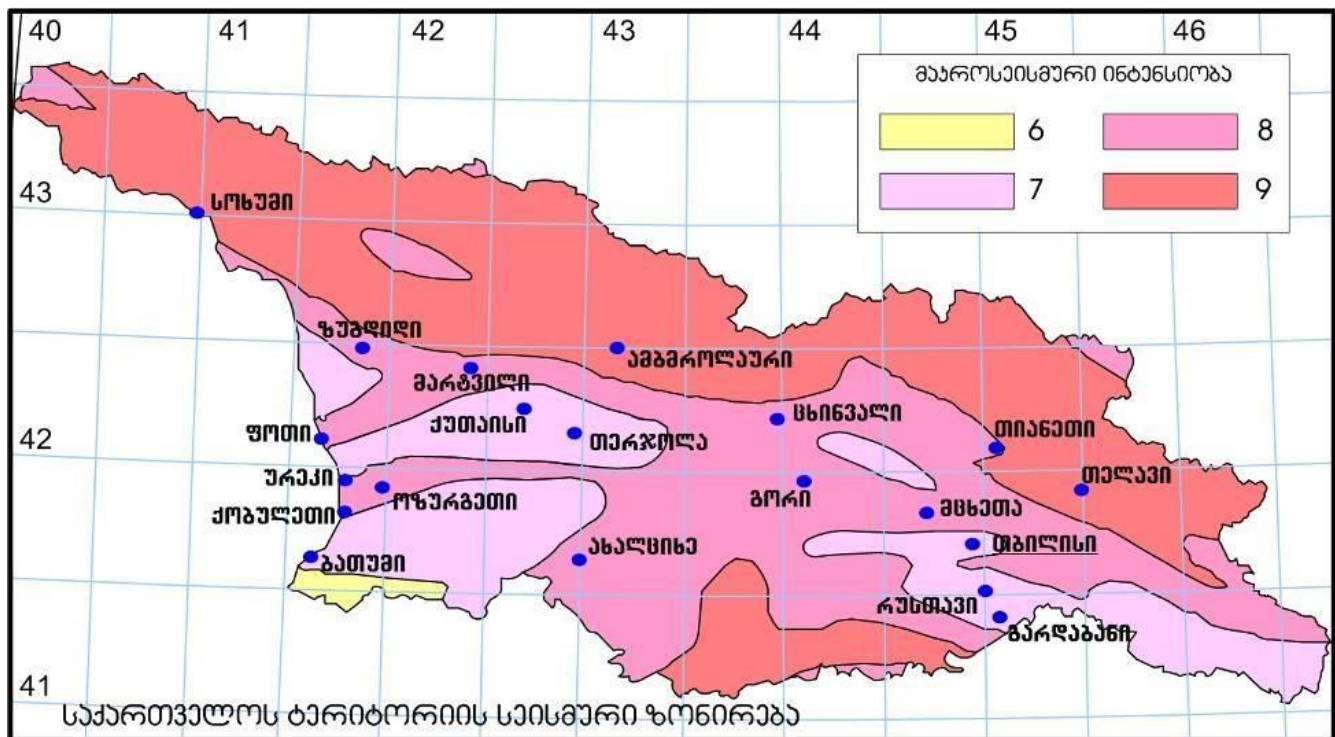 40 41 42 43 44 45 46
მაკროსეისმური ინტენსიობა
6 8
7 9
43
სოხუმი
ზუგდიდი
ამბმროლაური
მარტვილი
ცხინვალი
ქუთაისი
ფოთი
თერჯოლა
თიანეთი
42
ურეკი
ოზურგეთი
გორი
თელავი
ქობულეთი
მცხეთა
ახალციხე
თბილისი
ბათუმი
რუსთავი
გარდაბანი
41
საქართველოს ტერიტორიის სეისმური ზონირება